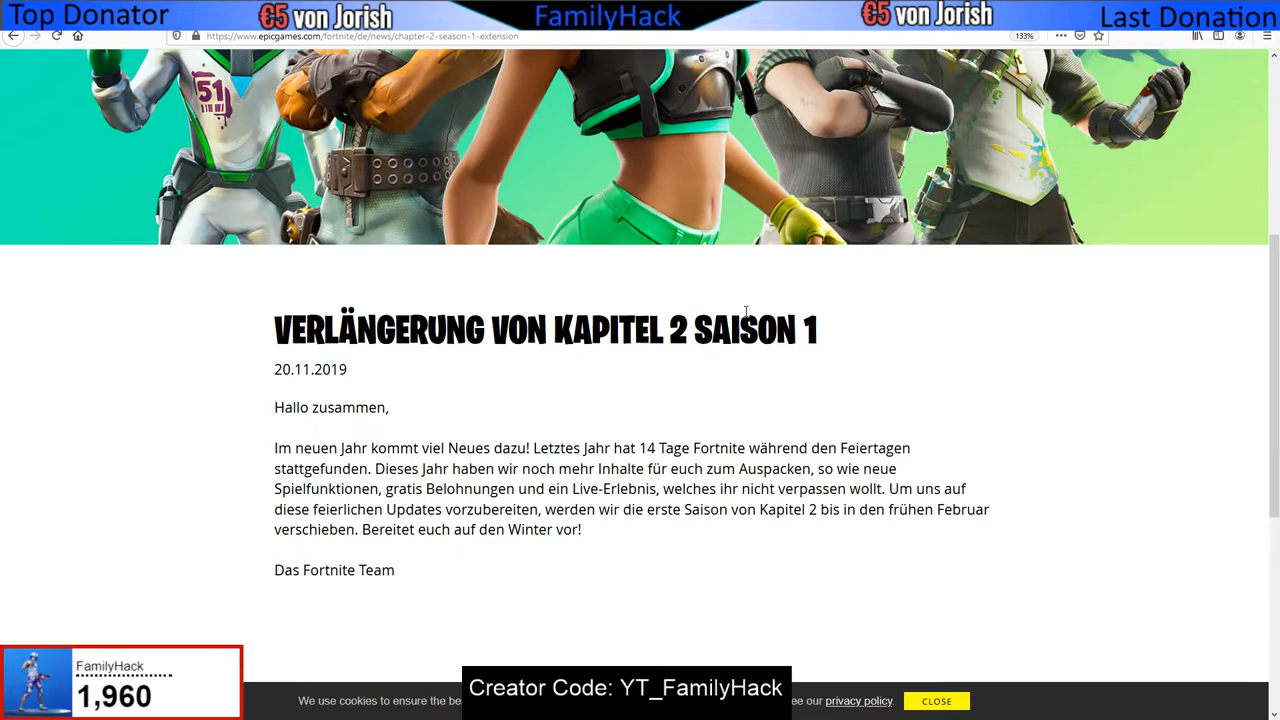 Top Donator
€5 von Jorish
FamilyHack
€5 von Jorish
Last Donation
https://www.epicgames.com/fortnite/de/news/chapter-2-season-1-extension
133%
51
VERLÄNGERUNG VON KAPITEL 2 SAISON 1
20.11.2019
Hallo zusammen,
Im neuen Jahr kommt viel Neues dazu! Letztes Jahr hat 14 Tage Fortnite während den Feiertagen
stattgefunden. Dieses Jahr haben wir noch mehr Inhalte für euch zum Auspacken, so wie neue
Spielfunktionen, gratis Belohnungen und ein Live-Erlebnis, welches ihr nicht verpassen wollt. Um uns auf
diese feierlichen Updates vorzubereiten, werden wir die erste Saison von Kapitel 2 bis in den frühen Februar
verschieben. Bereitet euch auf den Winter vor!
Das Fortnite Team
FamilyHack
1,960
Creator Code: YT_FamilyHack
We use cookies to ensure the be
ee our privacy policy.
CLOSE